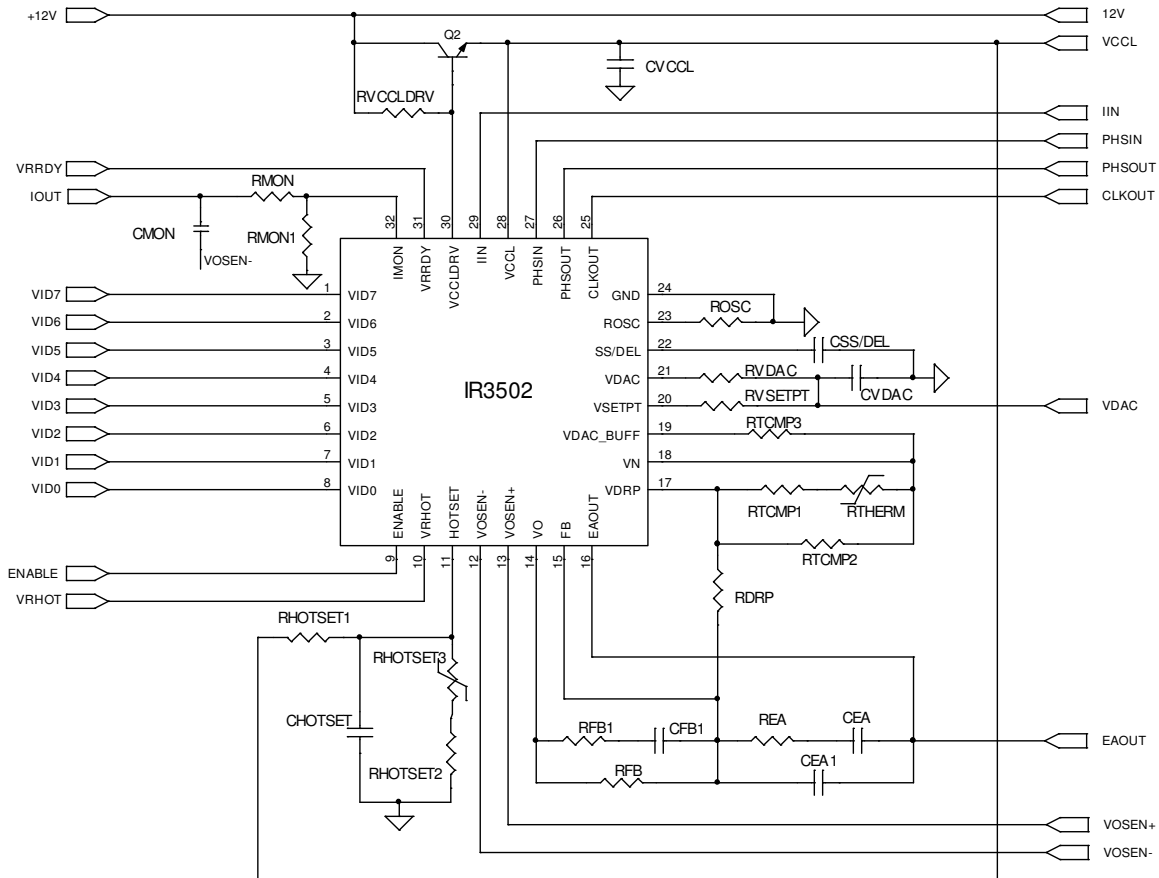 +12V
12V
Q2
VCCL
CVCCL
RVCCLDRV
IIN
PHSIN
VRRDY
PHSOUT
RMON
IOUT
CLKOUT
32
31
30
29
28
27
26
25
CMON
RMON1
VOSEN-
IMON
VRRDY
VCCLDRV
IIN
VCCL
PHSIN
PHSOUT
CLKOUT
VID7 1 VID7
VID6 2 VID6
VID5 3 VID5
VID4 4 VID4
VID3 5 VID3
VID2 6 VID2
VID1 7 VID1
VID0 8 VID0
IR3502
GND 24
ROSC 23 ROSC
SS/DEL 22 CSS/DEL
VDAC 21 RVDAC
CVDAC
VSETPT 20 RVSETPT
VDAC
VDAC_BUFF 19 RTCMP3
VN 18
VDRP 17
RTCMP1
RTHERM
RTCMP2
ENABLE
VRHOT
HOTSET
VOSEN-
VOSEN+
VO
FB
EAOUT
9
10
11
12
13
14
15
16
ENABLE
VRHOT
RDRP
RHOTSET1
RHOTSET3
CHOTSET
RHOTSET2
RFB1
CFB1
REA
CEA
EAOUT
RFB
CEA1
VOSEN+
VOSEN-